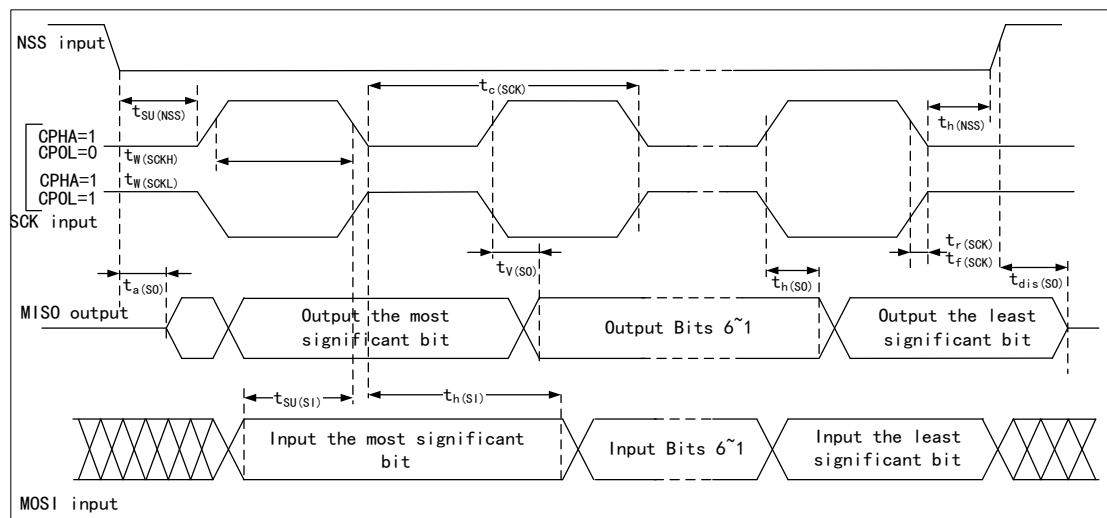 NSS input
tc(SCK)
tSU(NSS)
th(NSS)
CPHA=1
CPOL=0
tW(SCKH)
CPHA=1
tW(SCKL)
CPOL=1
SCK input
tr(SCK)
tf(SCK)
ta(SO)
tV(SO)
th(SO)
tdis(SO)
MISO output
Output the most
significant bit
Output Bits 6~1
Output the least
significant bit
tSU(SI)
th(SI)
Input the most significant
bit
Input Bits 6~1
Input the least
significant bit
MOSI input